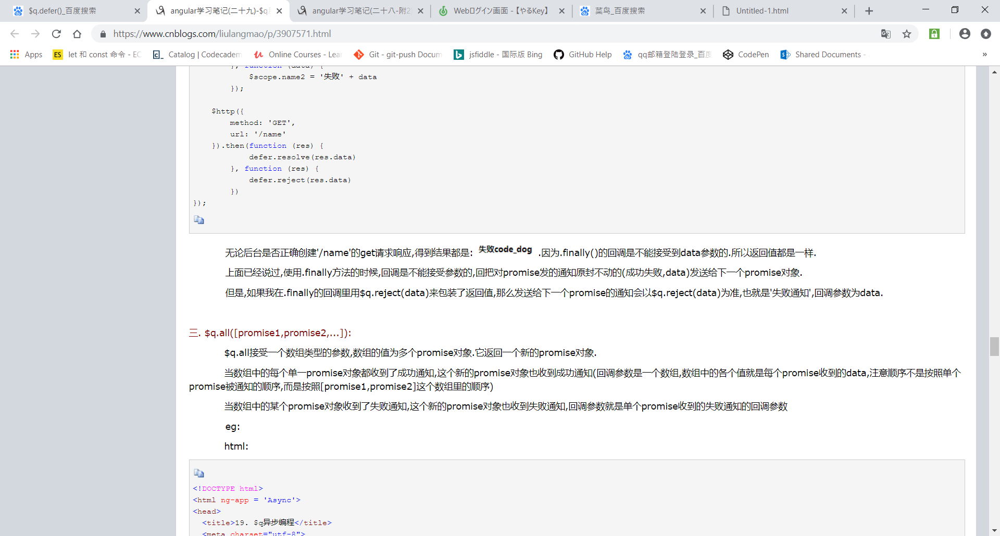 $q.defer()_百度搜索
angular学习笔记(二十九)-$q
angular学习笔记(二十八-附2
Webログイン画面 -【やるKey】
菜鸟_百度搜索
Untitled-1.html
https://www.cnblogs.com/liulangmao/p/3907571.html
Apps
ES
let 和 const 命令 - EC
Catalog | Codecadem
Online Courses - Lear
Git - git-push Docum
jsfiddle - 国际版 Bing
GitHub Help
qq邮箱登陆登录_百度
CodePen
Shared Documents -
»
}, function (data) {
$scope.name2 = '失败' + data
});
$http({
method: 'GET',
url: '/name'
}).then(function (res) {
defer.resolve(res.data)
}, function (res) {
defer.reject(res.data)
})
});
无论后台是否正确创建'/name'的get请求响应,得到结果都是: 失败code_dog .因为.finally()的回调是不能接受到data参数的.所以返回值都是一样.
上面已经说过,使用.finally方法的时候,回调是不能接受参数的,回把对promise发的通知原封不动的(成功失败,data)发送给下一个promise对象.
但是,如果我在.finally的回调里用$q.reject(data)来包装了返回值,那么发送给下一个promise的通知会以$q.reject(data)为准,也就是'失败通知',回调参数为data.
三. $q.all([promise1,promise2,...]):
$q.all接受一个数组类型的参数,数组的值为多个promise对象.它返回一个新的promise对象.
当数组中的每个单一promise对象都收到了成功通知,这个新的promise对象也收到成功通知(回调参数是一个数组,数组中的各个值就是每个promise收到的data,注意顺序不是按照单个
promise被通知的顺序,而是按照[promise1,promise2]这个数组里的顺序)
当数组中的某个promise对象收到了失败通知,这个新的promise对象也收到失败通知,回调参数就是单个promise收到的失败通知的回调参数
eg:
html:
<!DOCTYPE html>
<html ng-app = 'Async'>
<head>
<title>19. $q异步编程</title>
<meta charset="utf-8">